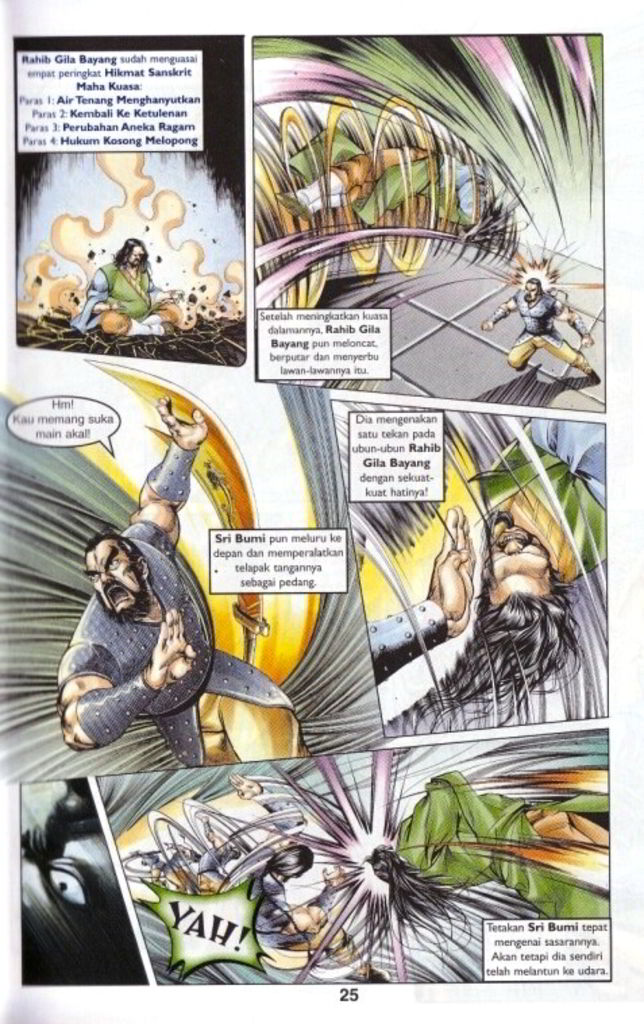 Rahib Gila Bayang sudah menguasai
empat peringkat Hikmat Sanskrit
Maha Kuasa:
Paras 1: Air Tenang Menghanyutkan
Paras 2: Kembali Ke Ketulenan
Paras 3: Perubahan Aneka Ragam
Paras 4: Hukum Kosong Melopong
Setelah meningkatkan kuasa
dalamannya, Rahib Gila
Bayang pun meloncat,
berputar dan menyerbu
lawan-lawannya itu.
Hm!
Kau memang suka
main akal!
Sri Bumi pun meluru ke
depan dan memperalatkan
telapak tangannya
sebagai pedang.
Dia mengenakan
satu tekan pada
ubun-ubun Rahib
Gila Bayang
dengan sekuat-
kuat hatinya!
YAH!
Tetakan Sri Bumi tepat
mengenai sasarannya.
Akan tetapi dia sendiri
telah melantun ke udara.
25